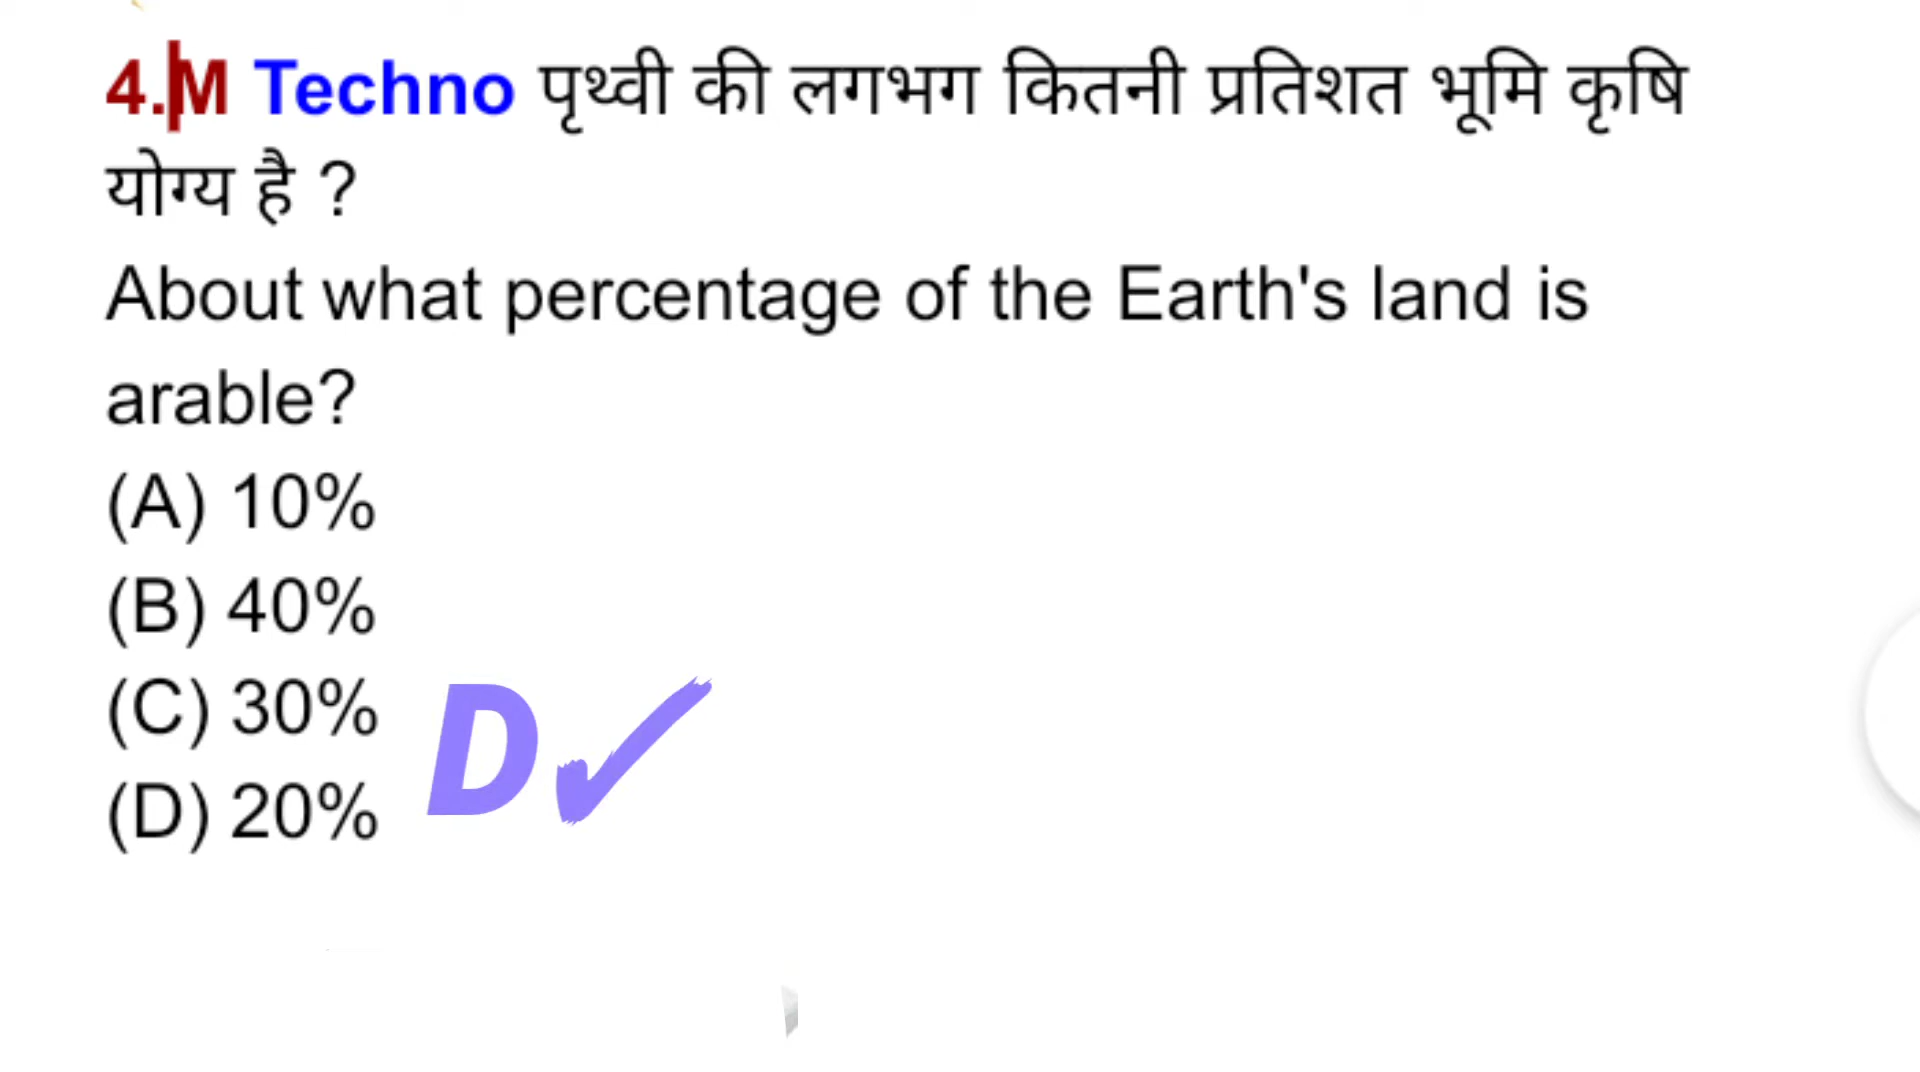 4.M Techno पृथ्वी की लगभग कितनी प्रतिशत भूमि कृषि
योग्य है ?
About what percentage of the Earth's land is
arable?
(A) 10%
(B) 40%
(C) 30%
(D) 20%
D✓